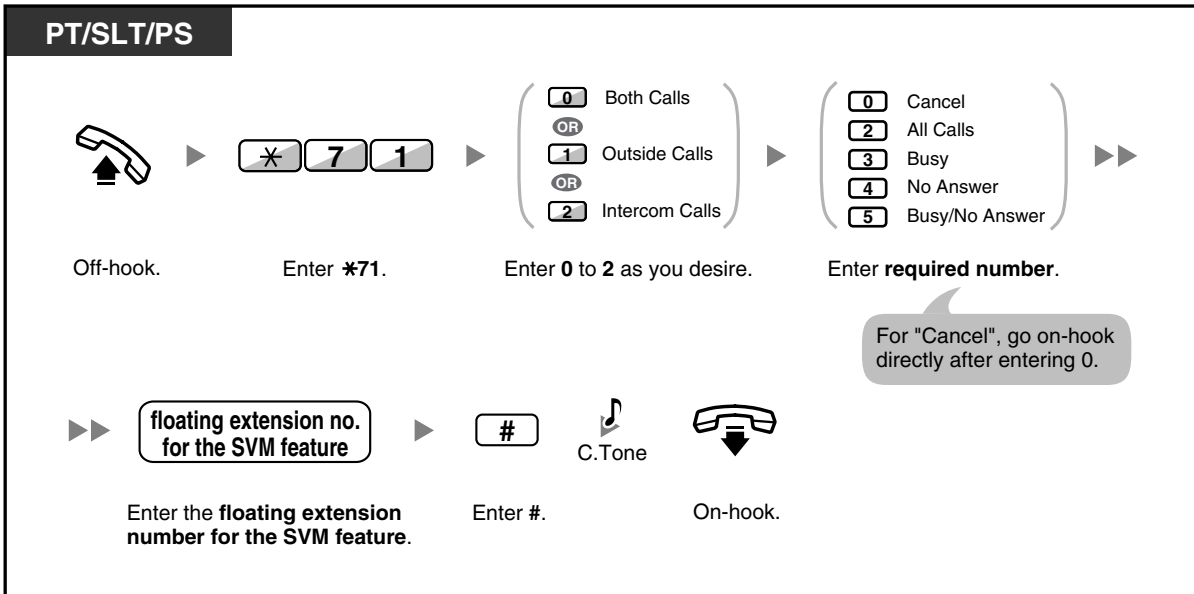 PT/SLT/PS
0 Both Calls
OR
1 Outside Calls
OR
2 Intercom Calls
0 Cancel
2 All Calls
3 Busy
4 No Answer
5 Busy/No Answer
✳ 7 1
Off-hook.
Enter ✳71.
Enter 0 to 2 as you desire.
Enter required number.
For "Cancel", go on-hook
directly after entering 0.
floating extension no.
for the SVM feature
#
C.Tone
Enter the floating extension
number for the SVM feature.
Enter #.
On-hook.